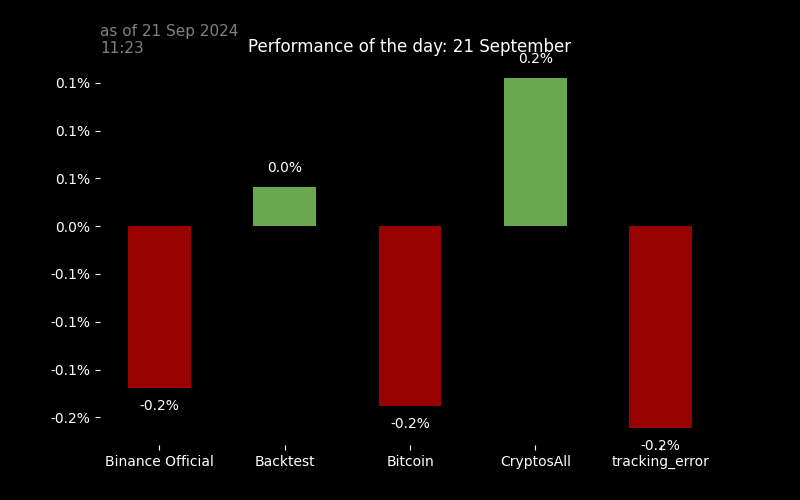 as of 21 Sep 2024
11:23
Performance of the day: 21 September
0.2%
0.1%
0.1%
0.0%
0.1%
0.0%
-0.1%
-0.1%
-0.1%
-0.2%
-0.2%
-0.2%
-0.2%
Binance Official
Backtest
Bitcoin
CryptosAll
tracking_error